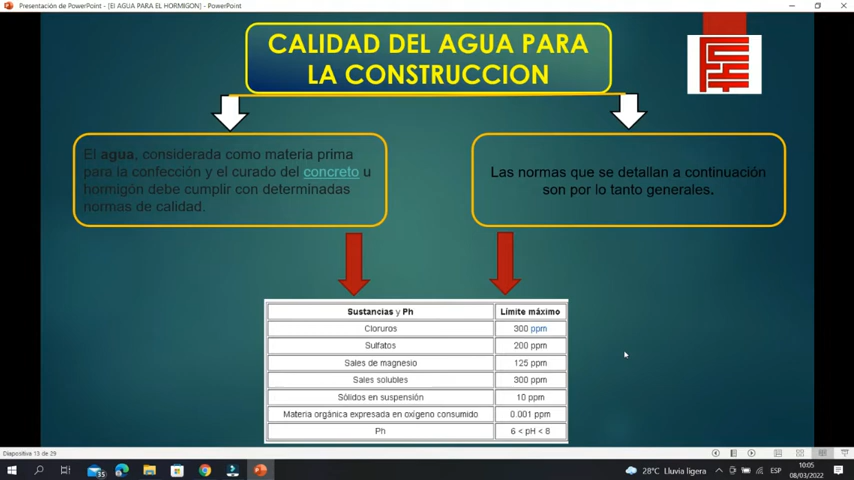 Presentación de PowerPoint - [El AGUA PARA EL HORMIGON] - PowerPoint
CALIDAD DEL AGUA PARA
LA CONSTRUCCION
El agua, considerada como materia prima
para la confección y el curado del concreto u
hormigón debe cumplir con determinadas
normas de calidad.
Las normas que se detallan a continuación
son por lo tanto generales.
Sustancias y Ph Límite máximo
Cloruros 300 ppm
Sulfatos 200 ppm
Sales de magnesio 125 ppm
Sales solubles 300 ppm
Sólidos en suspensión 10 ppm
Materia orgánica expresada en oxígeno consumido 0.001 ppm
Ph 6 < pH < 8
Diapositiva 13 de 29
35
28°C Lluvia ligera
ESP
10:05
08/03/2022